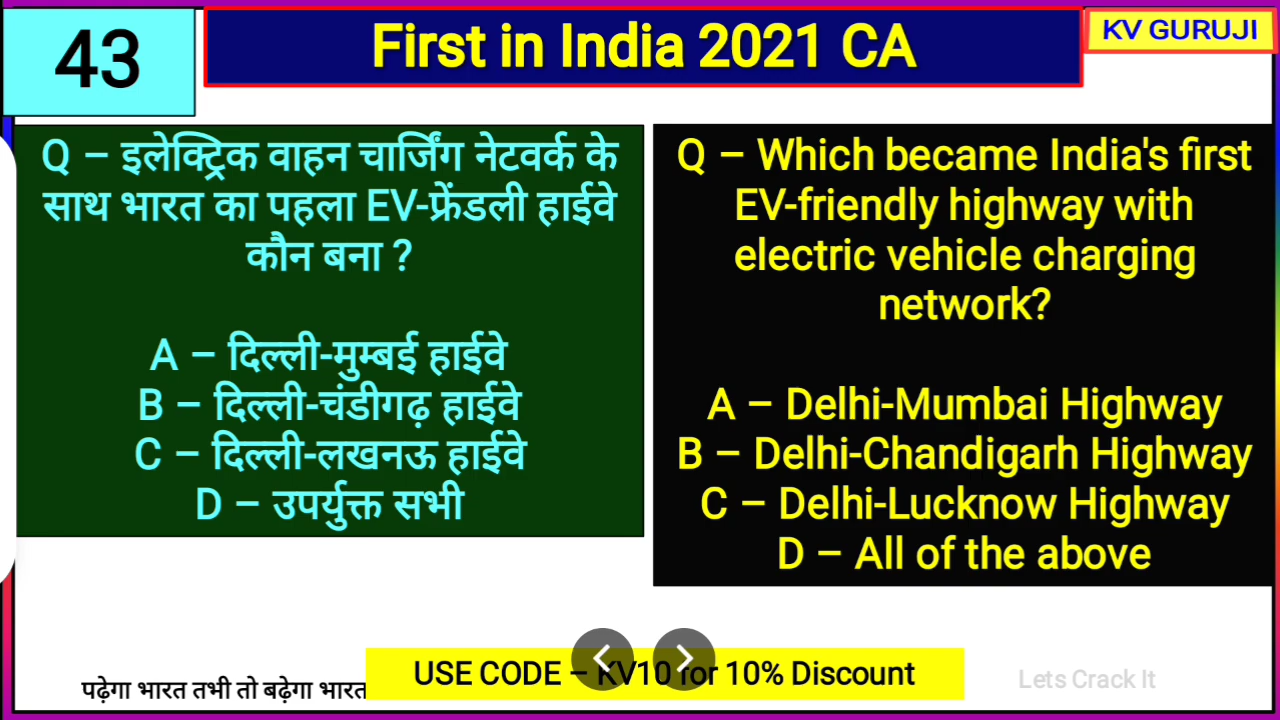 43
First in India 2021 CA
KV GURUJI
Q – इलेक्ट्रिक वाहन चार्जिंग नेटवर्क के
साथ भारत का पहला EV-फ्रेंडली हाईवे
कौन बना ?
A – दिल्ली-मुम्बई हाईवे
B – दिल्ली-चंडीगढ़ हाईवे
C – दिल्ली-लखनऊ हाईवे
D – उपर्युक्त सभी
Q – Which became India's first
EV-friendly highway with
electric vehicle charging
network?
A – Delhi-Mumbai Highway
B – Delhi-Chandigarh Highway
C – Delhi-Lucknow Highway
D – All of the above
पढ़ेगा भारत तभी तो बढ़ेगा भारत
USE CODE – KV10 for 10% Discount
Lets Crack It